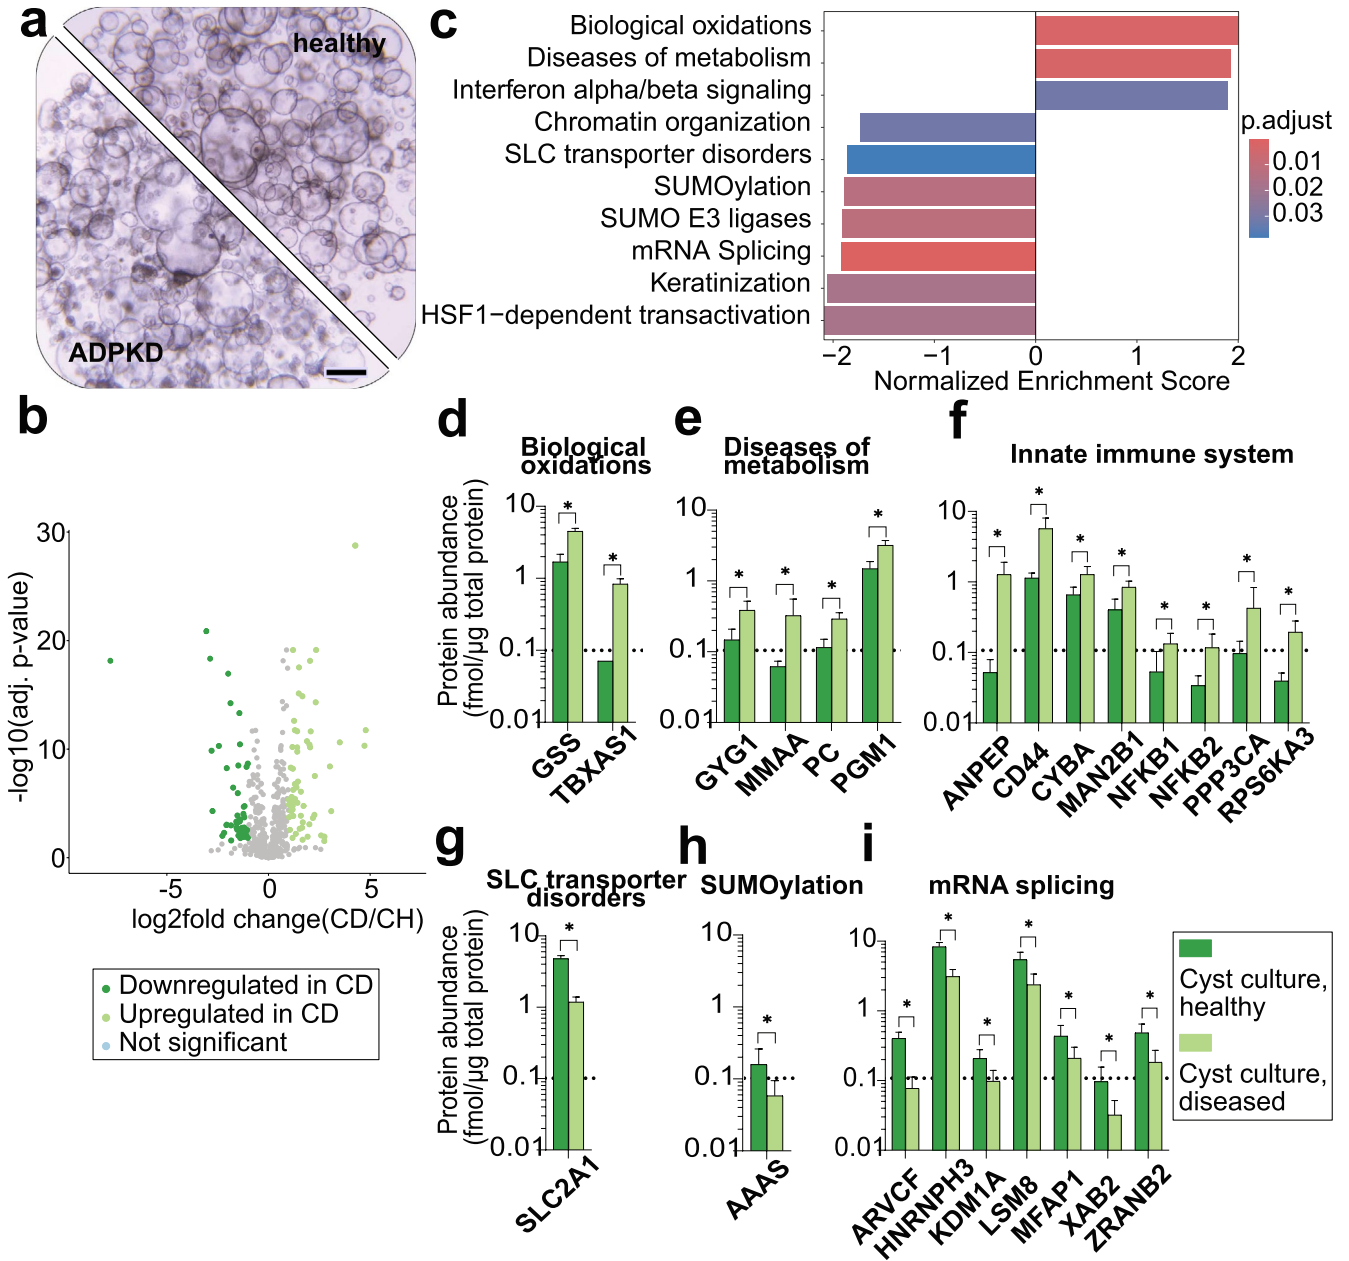 a
healthy
ADPKD
c
Biological oxidations
Diseases of metabolism
Interferon alpha/beta signaling
Chromatin organization
SLC transporter disorders
SUMOylation
SUMO E3 ligases
mRNA Splicing
Keratinization
HSF1−dependent transactivation
−2
−1
0
1
2
Normalized Enrichment Score
p.adjust
0.01
0.02
0.03
b
30
20
10
0
-5
0
5
-log10(adj. p-value)
log2fold change(CD/CH)
Downregulated in CD
Upregulated in CD
Not significant
d
Biological
oxidations
Protein abundance
(fmol/µg total protein)
10
1
0.1
0.01
*
*
GSS
TBXAS1
e
Diseases of
metabolism
10
1
0.1
0.01
*
*
*
*
GYG1
MMAA
PC
PGM1
f
Innate immune system
10
1
0.1
0.01
*
*
*
*
*
*
*
*
ANPEP
CD44
CYBA
MAN2B1
NFKB1
NFKB2
PPP3CA
RPS6KA3
g
SLC transporter
disorders
Protein abundance
(fmol/µg total protein)
10
1
0.1
0.01
*
SLC2A1
h
SUMOylation
10
1
0.1
0.01
*
AAAS
i
mRNA splicing
10
1
0.1
0.01
*
*
*
*
*
*
*
ARVCF
HNRNPH3
KDM1A
LSM8
MFAP1
XAB2
ZRANB2
Cyst culture,
healthy
Cyst culture,
diseased